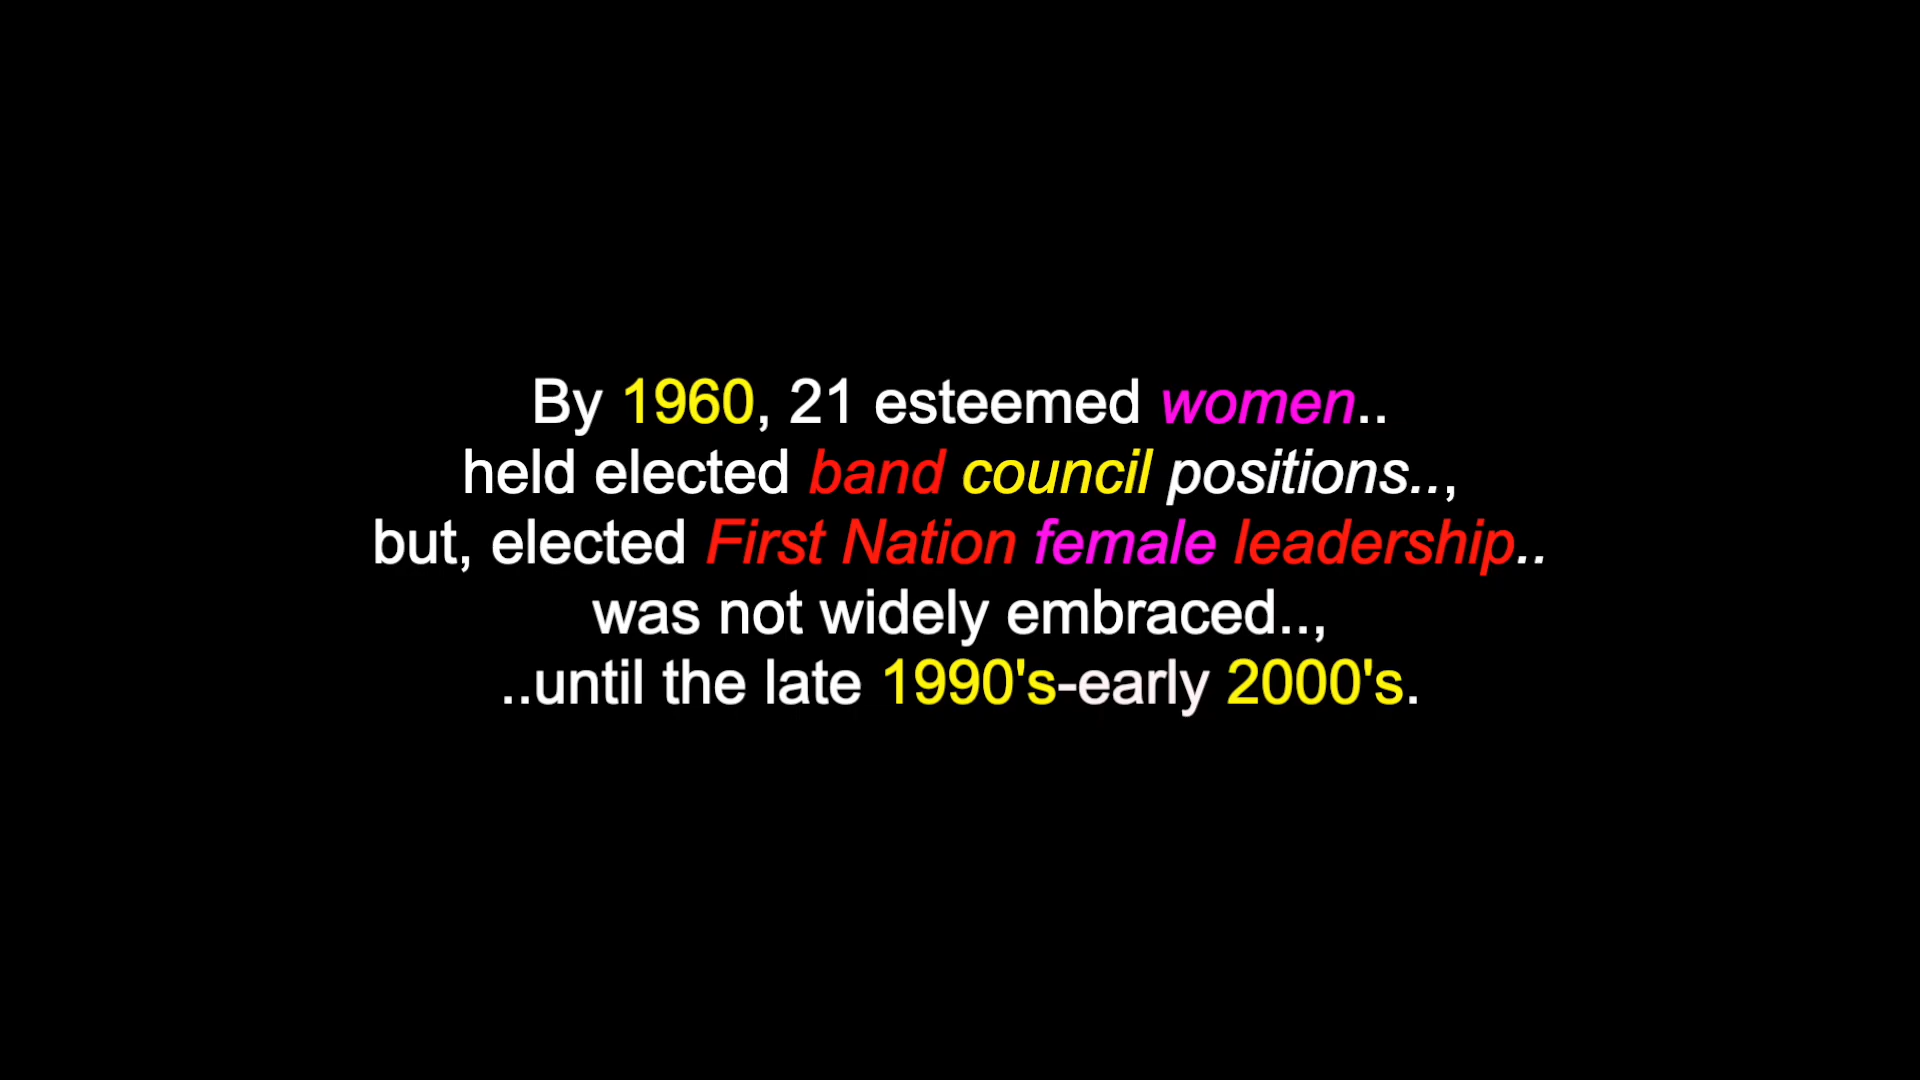 By 1960, 21 esteemed women..
held elected band council positions..,
but, elected First Nation female leadership..
was not widely embraced..,
..until the late 1990's-early 2000's.